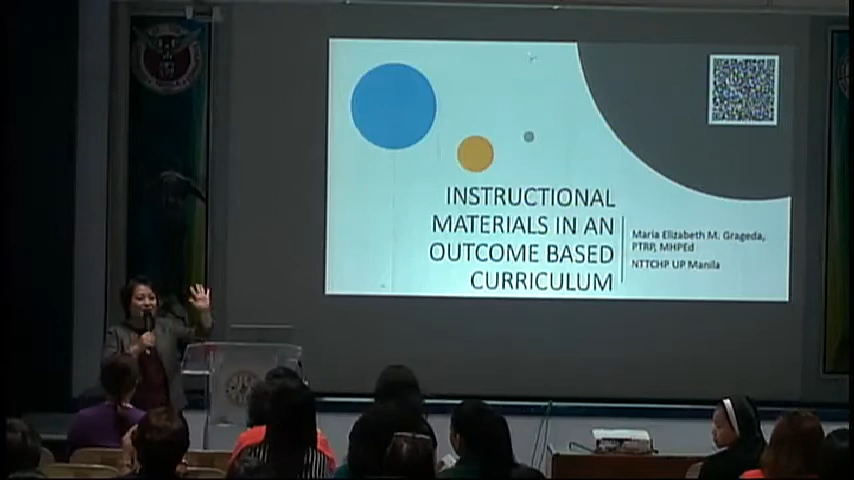 INSTRUCTIONAL
MATERIALS IN AN
OUTCOME BASED
CURRICULUM
Maria Elizabeth M. Grageda,
PTRP, MHPEd
NTTCHP UP Manila